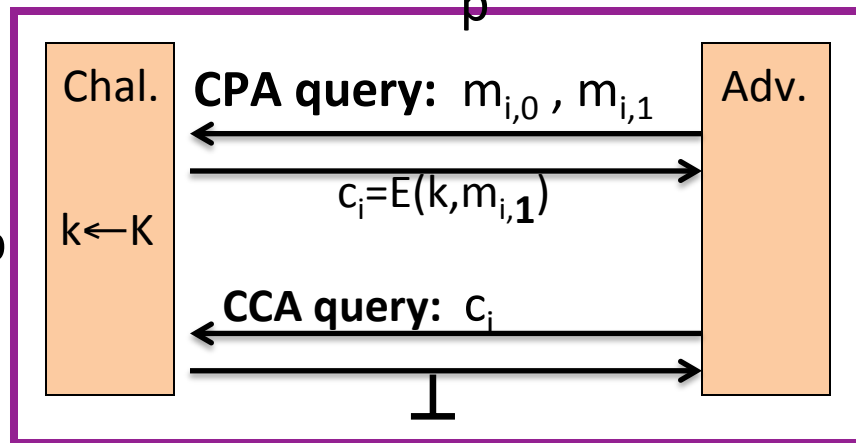 p
Chal. CPA query: m_{i,0} , m_{i,1} Adv.
c_i=E(k,m_{i,1})
k←K
CCA query: c_i
⊥